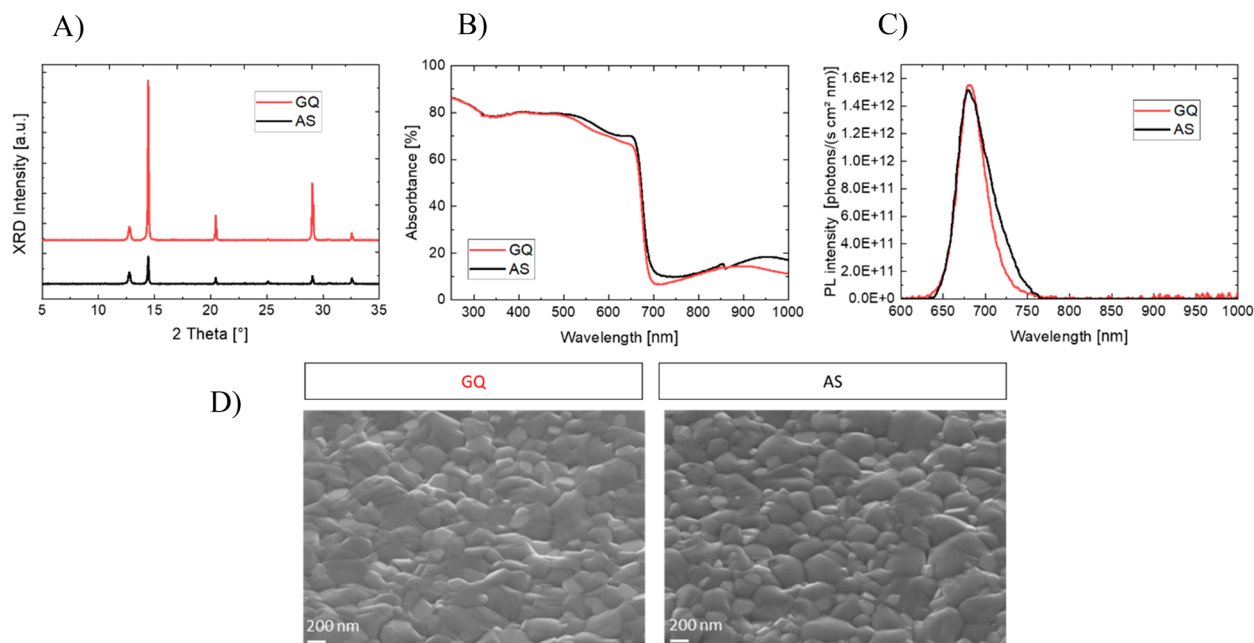 A)
XRD Intensity [a.u.]
GQ
AS
5 10 15 20 25 30 35
2 Theta [°]
B)
Absorbtance [%]
100
80
60
40
20
0
GQ
AS
300 400 500 600 700 800 900 1000
Wavelength [nm]
C)
PL intensity [photons/(s cm² nm)]
1.6E+12
1.4E+12
1.2E+12
1.0E+12
8.0E+11
6.0E+11
4.0E+11
2.0E+11
0.0E+0
GQ
AS
600 650 700 750 800 850 900 950 1000
Wavelength [nm]
D)
GQ
AS
200 nm
200 nm